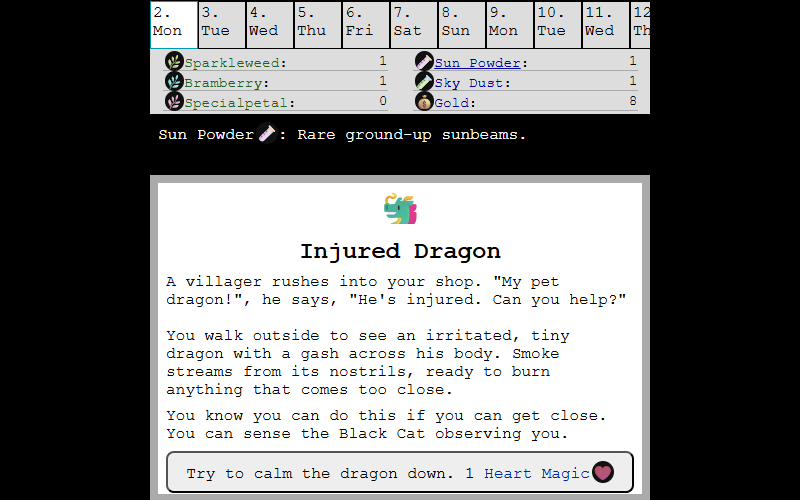 2. 3. 4. 5. 6. 7. 8. 9. 10. 11. 12
Mon Tue Wed Thu Fri Sat Sun Mon Tue Wed Th
Sparkleweed: 1 Sun Powder: 1
Bramberry: 1 Sky Dust: 1
Specialpetal: 0 Gold: 8
Sun Powder: Rare ground-up sunbeams.
Injured Dragon
A villager rushes into your shop. "My pet
dragon!", he says, "He's injured. Can you help?"
You walk outside to see an irritated, tiny
dragon with a gash across his body. Smoke
streams from its nostrils, ready to burn
anything that comes too close.
You know you can do this if you can get close.
You can sense the Black Cat observing you.
Try to calm the dragon down. 1 Heart Magic